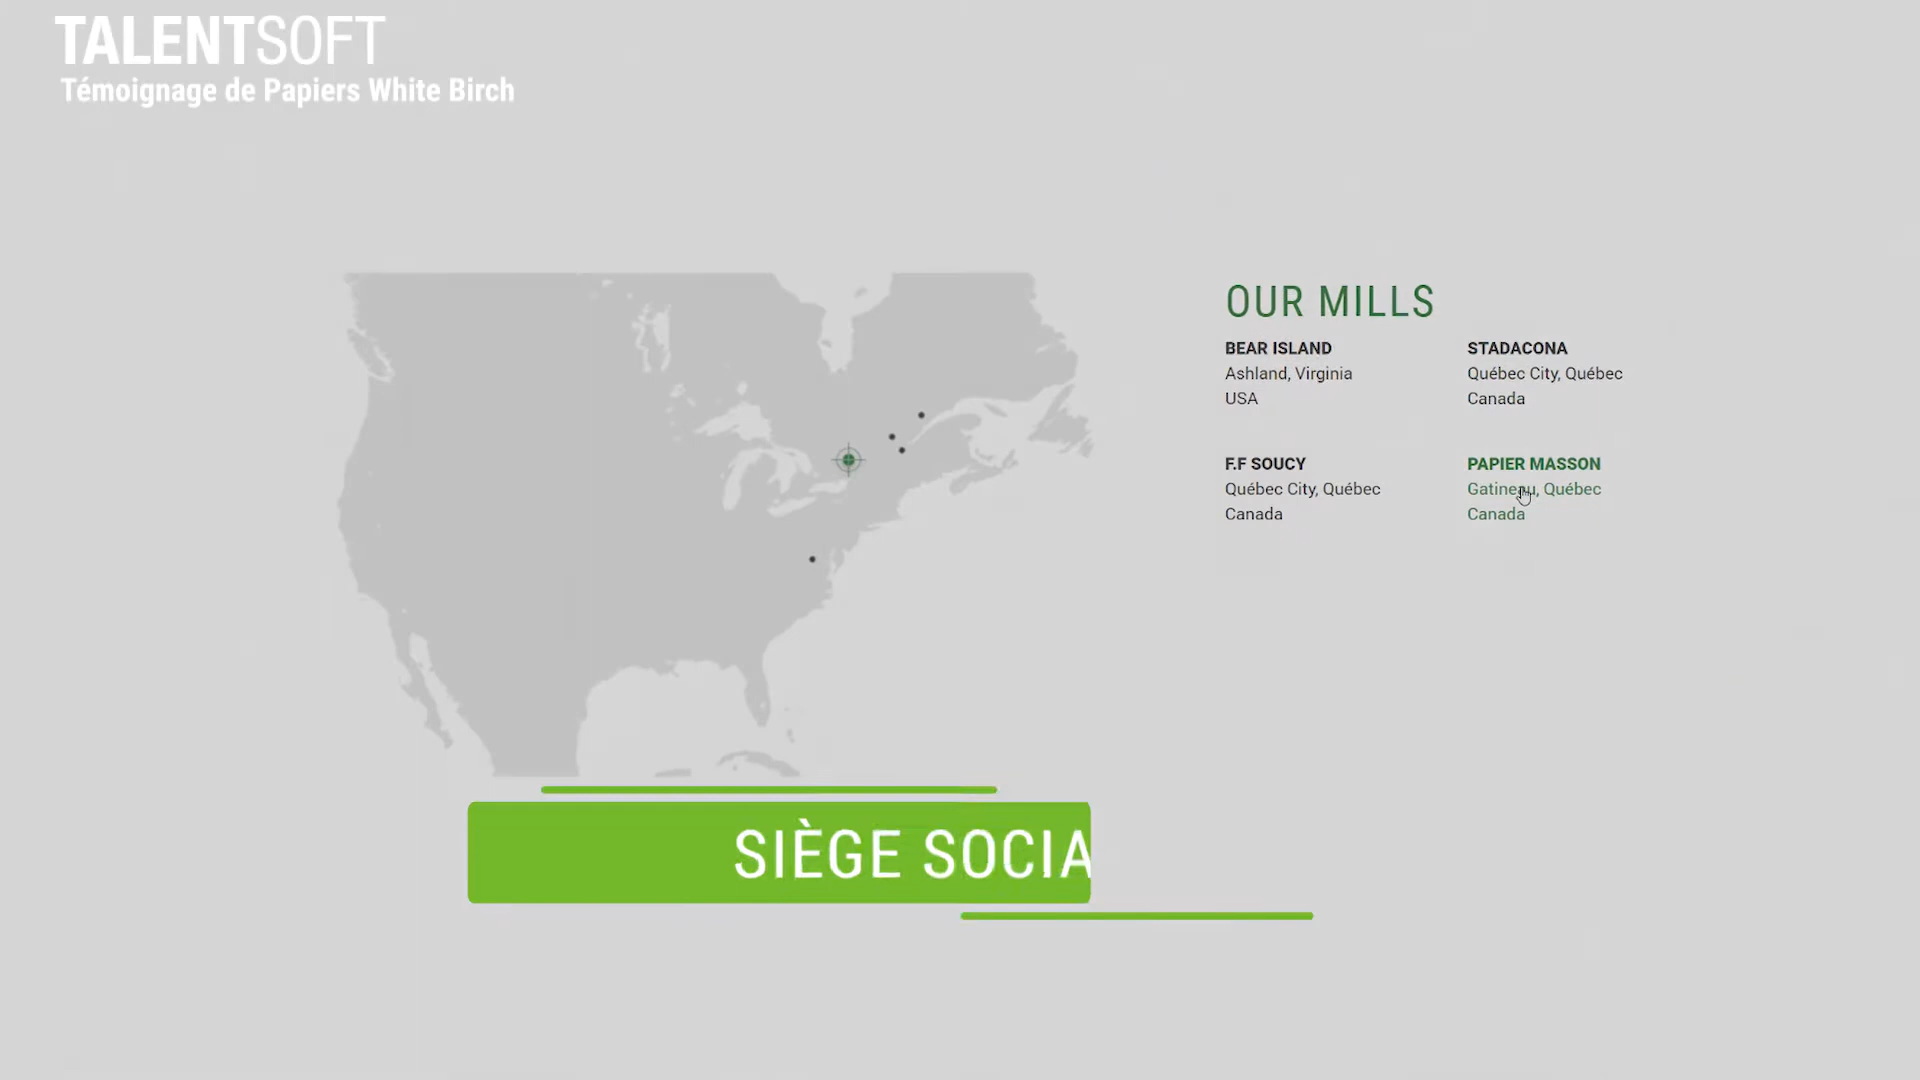 TALENTSOFT
Témoignage de Papiers White Birch
OUR MILLS
BEAR ISLAND
Ashland, Virginia
USA
STADACONA
Québec City, Québec
Canada
F.F SOUCY
Québec City, Québec
Canada
PAPIER MASSON
Gatineau, Québec
Canada
SIÈGE SOCIA